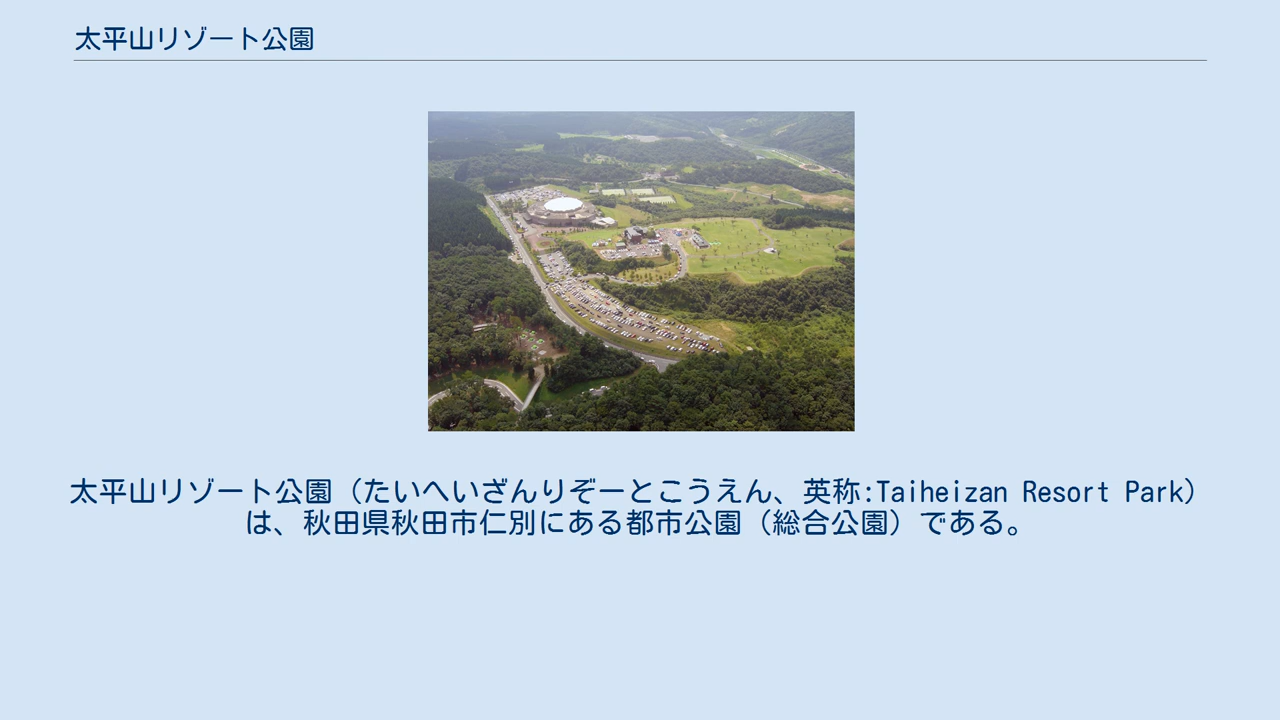 太平山リゾート公園
太平山リゾート公園（たいへいざんりぞーとこうえん、英称:Taiheizan Resort Park）
は、秋田県秋田市仁別にある都市公園（総合公園）である。